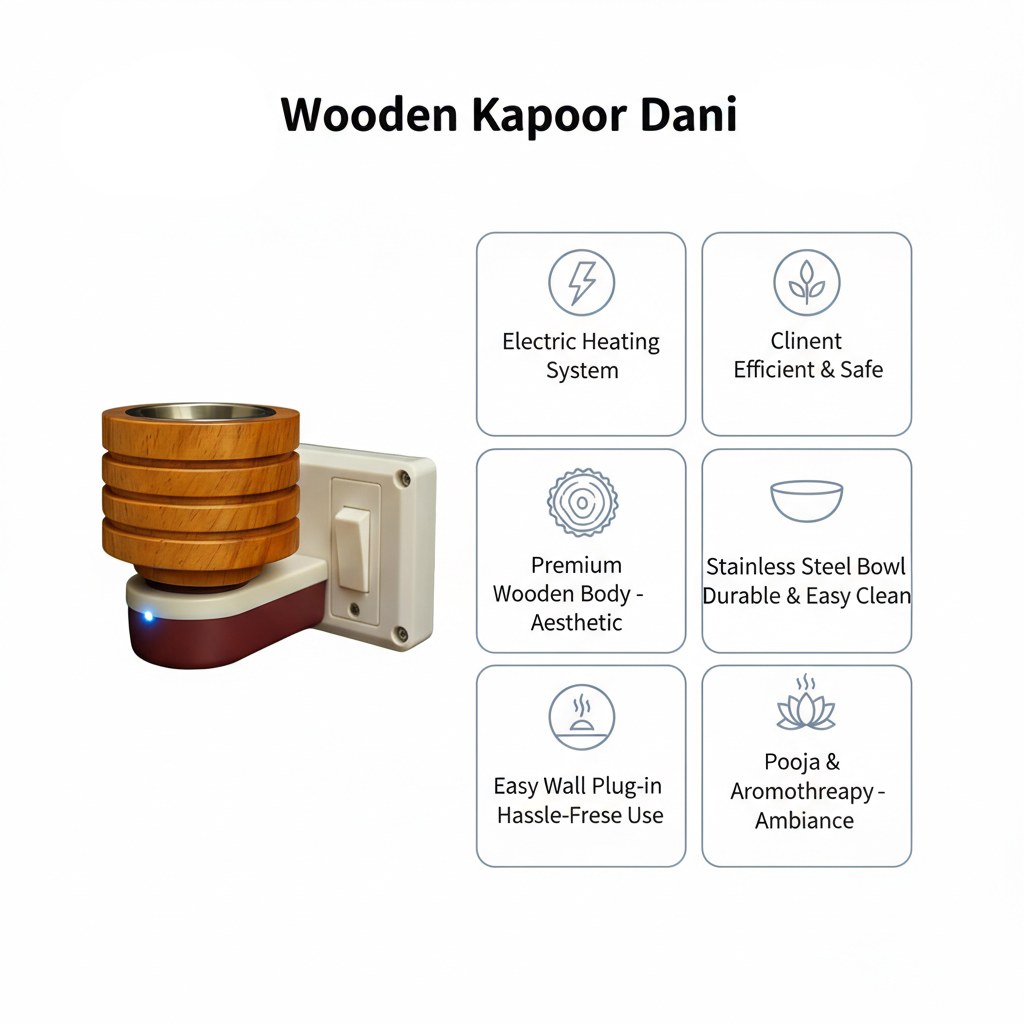 Wooden Kapoor Dani
Electric Heating
System
Clinent
Efficient & Safe
Premium
Wooden Body -
Aesthetic
Stainless Steel Bowl
Durable & Easy Clean
Easy Wall Plug-in
Hassle-Frese Use
Pooja &
Aromothreapy -
Ambiance